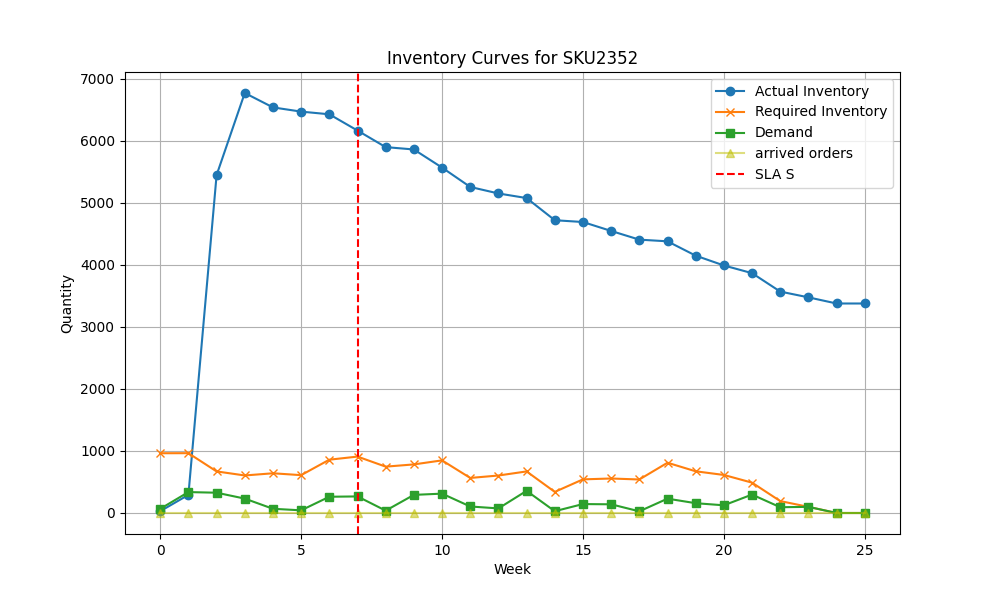 Inventory Curves for SKU2352
7000
6000
5000
4000
3000
2000
1000
0
Quantity
Actual Inventory
Required Inventory
Demand
arrived orders
SLA S
0 5 10 15 20 25
Week